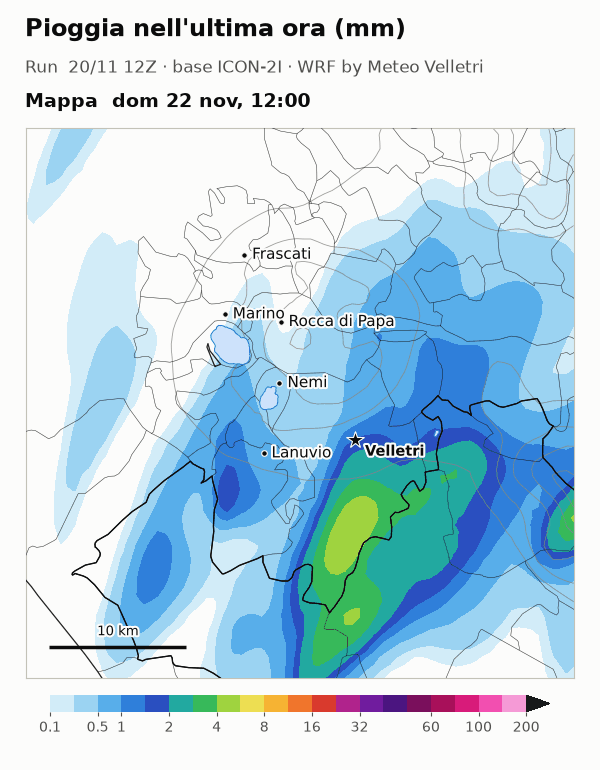 Pioggia nell'ultima ora (mm)
Run  20/11 12Z · base ICON-2I · WRF by Meteo Velletri
Mappa  dom 22 nov, 12:00
Frascati
Marino
Rocca di Papa
Nemi
Velletri
Lanuvio
10 km
0.1 0.5 1 2 4 8 16 32 60 100 200